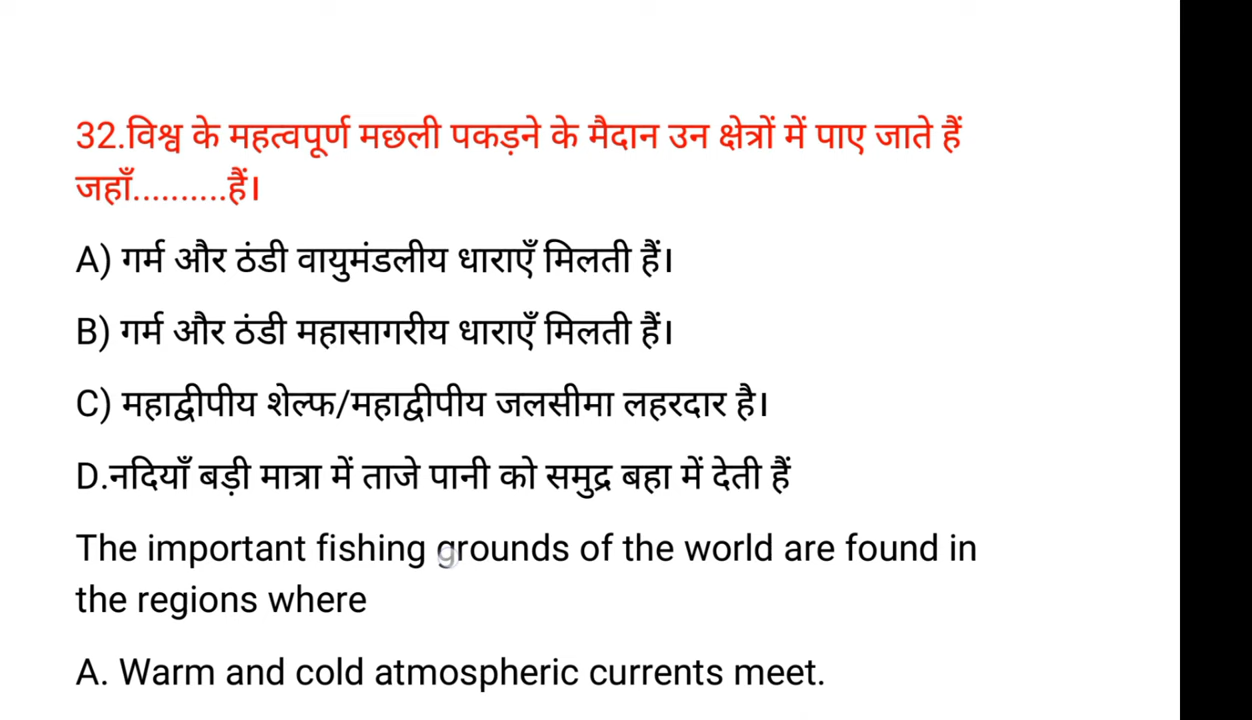 32.विश्व के महत्वपूर्ण मछली पकड़ने के मैदान उन क्षेत्रों में पाए जाते हैं
जहाँ..........हैं।
A) गर्म और ठंडी वायुमंडलीय धाराएँ मिलती हैं।
B) गर्म और ठंडी महासागरीय धाराएँ मिलती हैं।
C) महाद्वीपीय शेल्फ/महाद्वीपीय जलसीमा लहरदार है।
D.नदियाँ बड़ी मात्रा में ताजे पानी को समुद्र बहा में देती हैं
The important fishing grounds of the world are found in
the regions where
A. Warm and cold atmospheric currents meet.